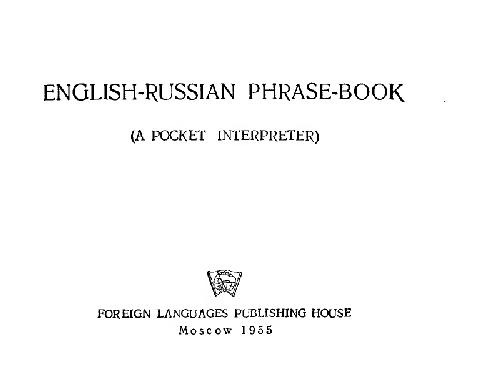 ENGLISH-RUSSIAN PHRASE-BOOK
(A POCKET INTERPRETER)
FOREIGN LANGUAGES PUBLISHING HOUSE
Moscow 1955